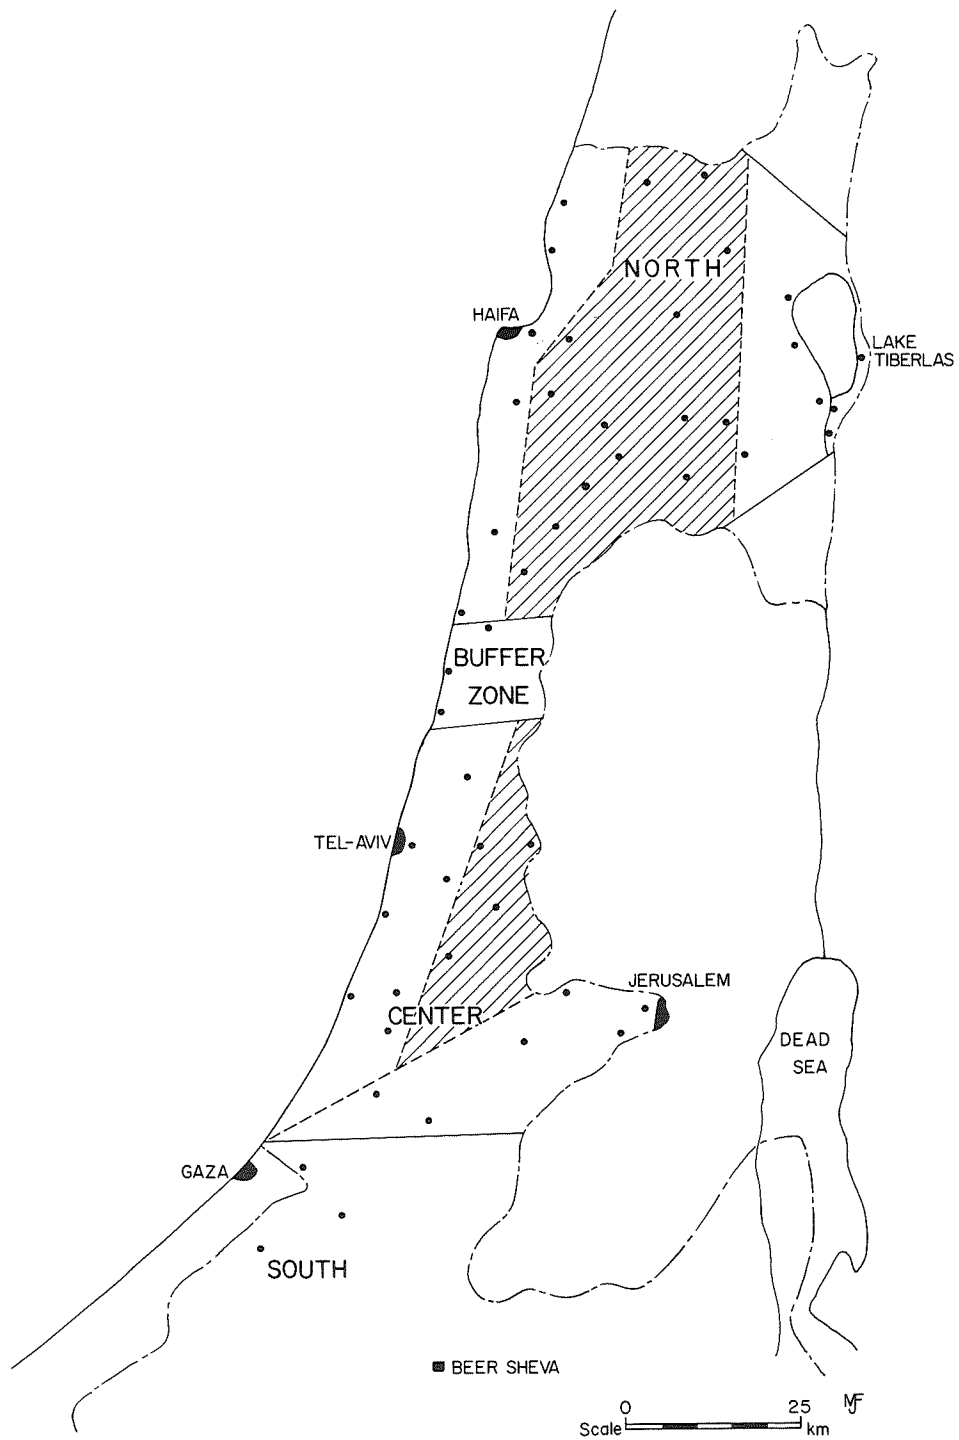 NORTH
HAIFA
LAKE
TIBERLAS
BUFFER
ZONE
TEL-AVIV
JERUSALEM
CENTER
DEAD
SEA
GAZA
SOUTH
BEER SHEVA
0 25
Scale km